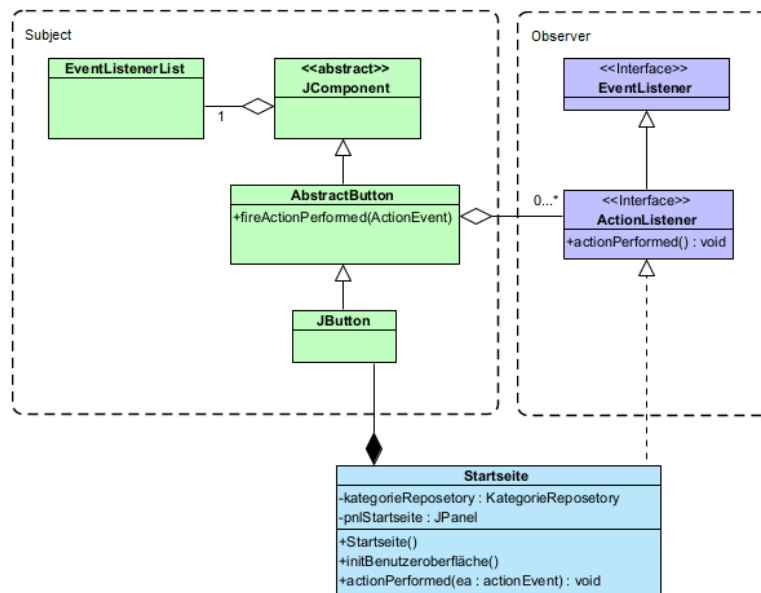 Subject
EventListenerList
1
<<abstract>>
JComponent
AbstractButton
+fireActionPerformed(ActionEvent)
JButton
Observer
<<Interface>>
EventListener
0...*
<<Interface>>
ActionListener
+actionPerformed() : void
Startseite
-kategorieReposetory : KategorieReposetory
-pnlStartseite : JPanel
+Startseite()
+initBenutzeroberfläche()
+actionPerformed(ea : actionEvent) : void